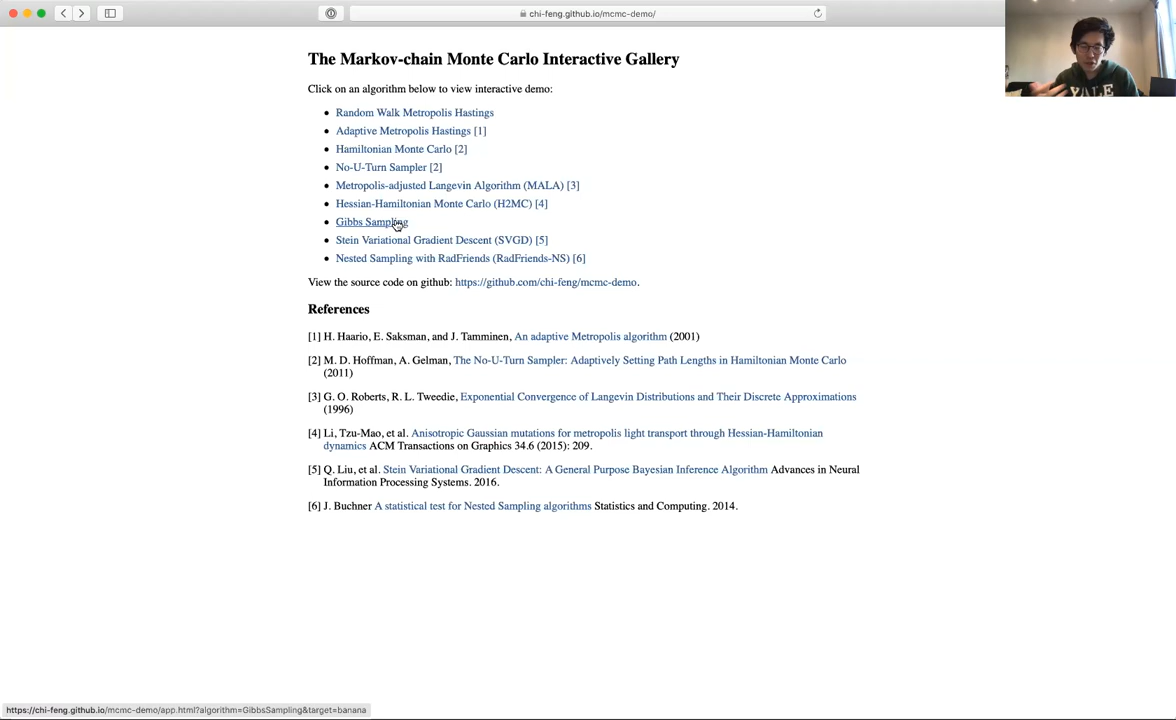 chi-feng.github.io/mcmc-demo/
YALE
The Markov-chain Monte Carlo Interactive Gallery
Click on an algorithm below to view interactive demo:
Random Walk Metropolis Hastings
Adaptive Metropolis Hastings [1]
Hamiltonian Monte Carlo [2]
No-U-Turn Sampler [2]
Metropolis-adjusted Langevin Algorithm (MALA) [3]
Hessian-Hamiltonian Monte Carlo (H2MC) [4]
Gibbs Sampling
Stein Variational Gradient Descent (SVGD) [5]
Nested Sampling with RadFriends (RadFriends-NS) [6]
View the source code on github: https://github.com/chi-feng/mcmc-demo.
References
[1] H. Haario, E. Saksman, and J. Tamminen, An adaptive Metropolis algorithm (2001)
[2] M. D. Hoffman, A. Gelman, The No-U-Turn Sampler: Adaptively Setting Path Lengths in Hamiltonian Monte Carlo
(2011)
[3] G. O. Roberts, R. L. Tweedie, Exponential Convergence of Langevin Distributions and Their Discrete Approximations
(1996)
[4] Li, Tzu-Mao, et al. Anisotropic Gaussian mutations for metropolis light transport through Hessian-Hamiltonian
dynamics ACM Transactions on Graphics 34.6 (2015): 209.
[5] Q. Liu, et al. Stein Variational Gradient Descent: A General Purpose Bayesian Inference Algorithm Advances in Neural
Information Processing Systems. 2016.
[6] J. Buchner A statistical test for Nested Sampling algorithms Statistics and Computing. 2014.
https://chi-feng.github.io/mcmc-demo/app.html?algorithm=GibbsSampling&target=banana